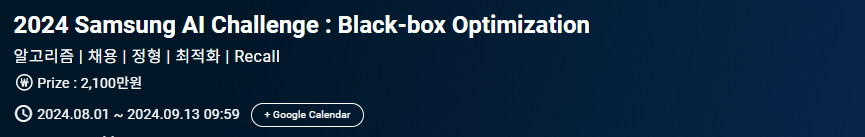 2024 Samsung AI Challenge : Black-box Optimization
알고리즘 | 채용 | 정형 | 최적화 | Recall
₩ Prize : 2,100만원
2024.08.01 ~ 2024.09.13 09:59 + Google Calendar